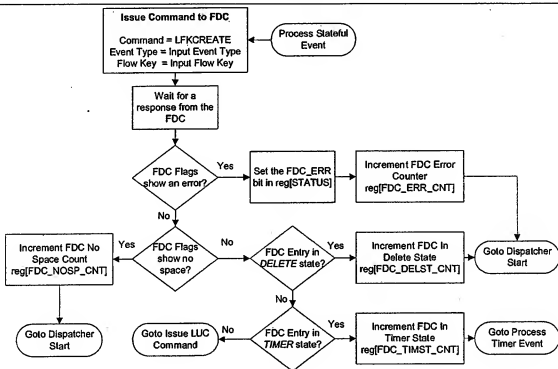 Issue Command to FDC
Command = LFKCREATE
Event Type = Input Event Type
Flow Key = Input Flow Key
Process Stateful
Event
Wait for a
response from the
FDC
FDC Flags
show an error?
Yes
Set the FDC_ERR
bit in reg[STATUS]
Increment FDC Error
Counter
reg[FDC_ERR_CNT]
No
Increment FDC No
Space Count
reg[FDC_NOSP_CNT]
Yes
FDC Flags
show no
space?
No
FDC Entry in
DELETE state?
Yes
Increment FDC In
Delete State
reg[FDC_DELST_CNT]
Goto Dispatcher
Start
No
Goto Dispatcher
Start
Goto Issue LUC
Command
No
FDC Entry in
TIMER state?
Yes
Increment FDC In
Timer State
reg[FDC_TIMST_CNT]
Goto Process
Timer Event